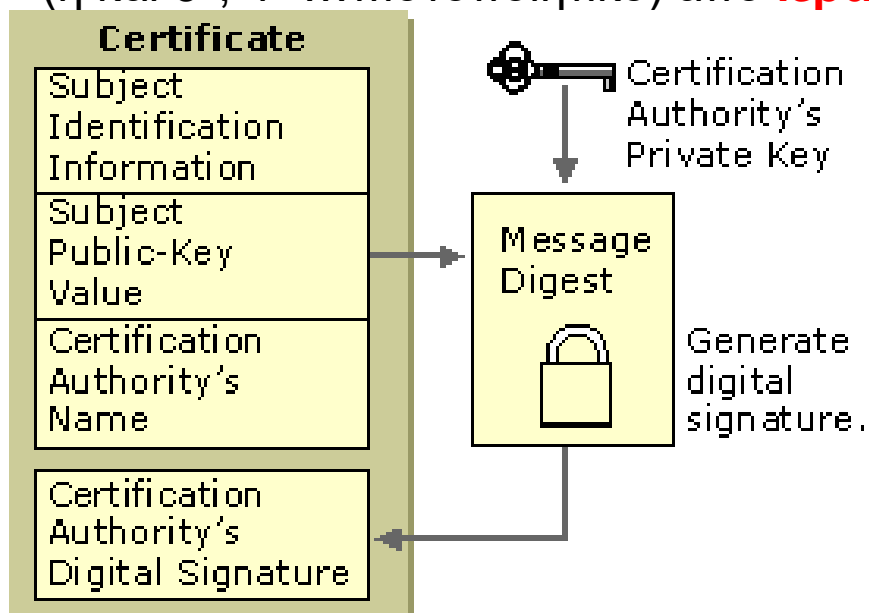 Certificate
Subject
Identification
Information
Subject
Public-Key
Value
Certification
Authority's
Name
Certification
Authority's
Digital Signature
Certification
Authority's
Private Key
Message
Digest
Generate
digital
signature.